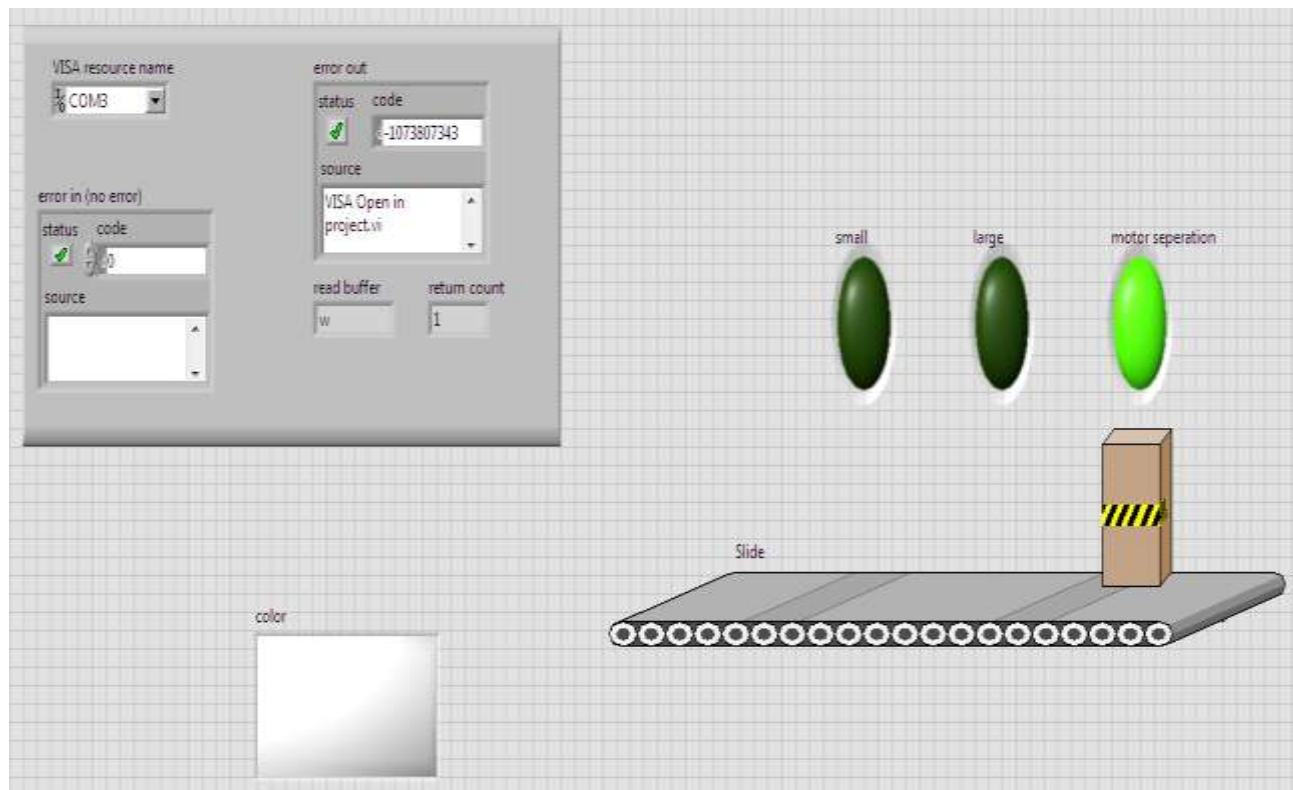 VISA resource name
COM3
error in (no error)
status code
0
source
error out
status code
-1073807343
source
VISA Open in
project.vi
read buffer
w
return count
1
small
large
motor seperation
Slide
color